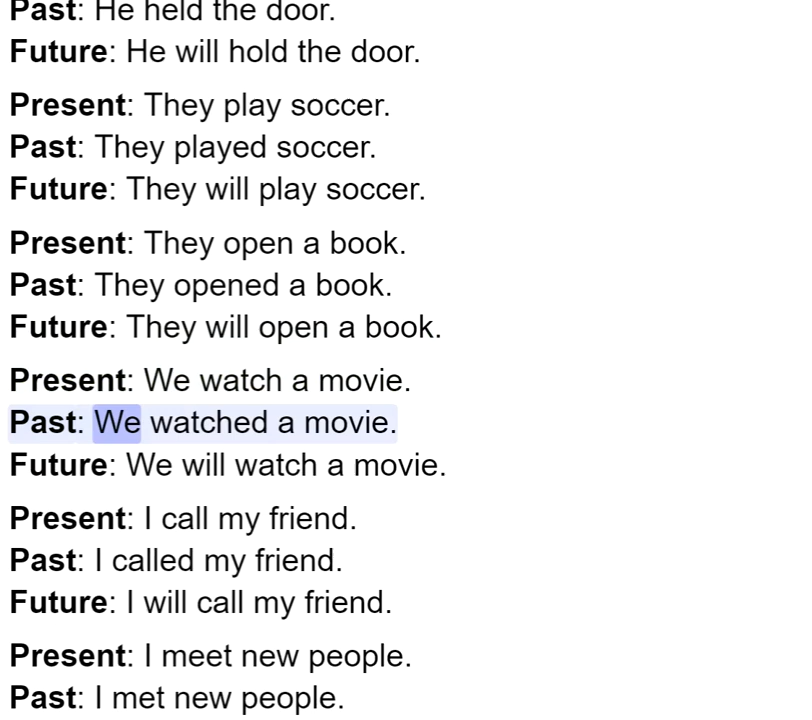 Past: He held the door.
Future: He will hold the door.
Present: They play soccer.
Past: They played soccer.
Future: They will play soccer.
Present: They open a book.
Past: They opened a book.
Future: They will open a book.
Present: We watch a movie.
Past: We watched a movie.
Future: We will watch a movie.
Present: I call my friend.
Past: I called my friend.
Future: I will call my friend.
Present: I meet new people.
Past: I met new people.